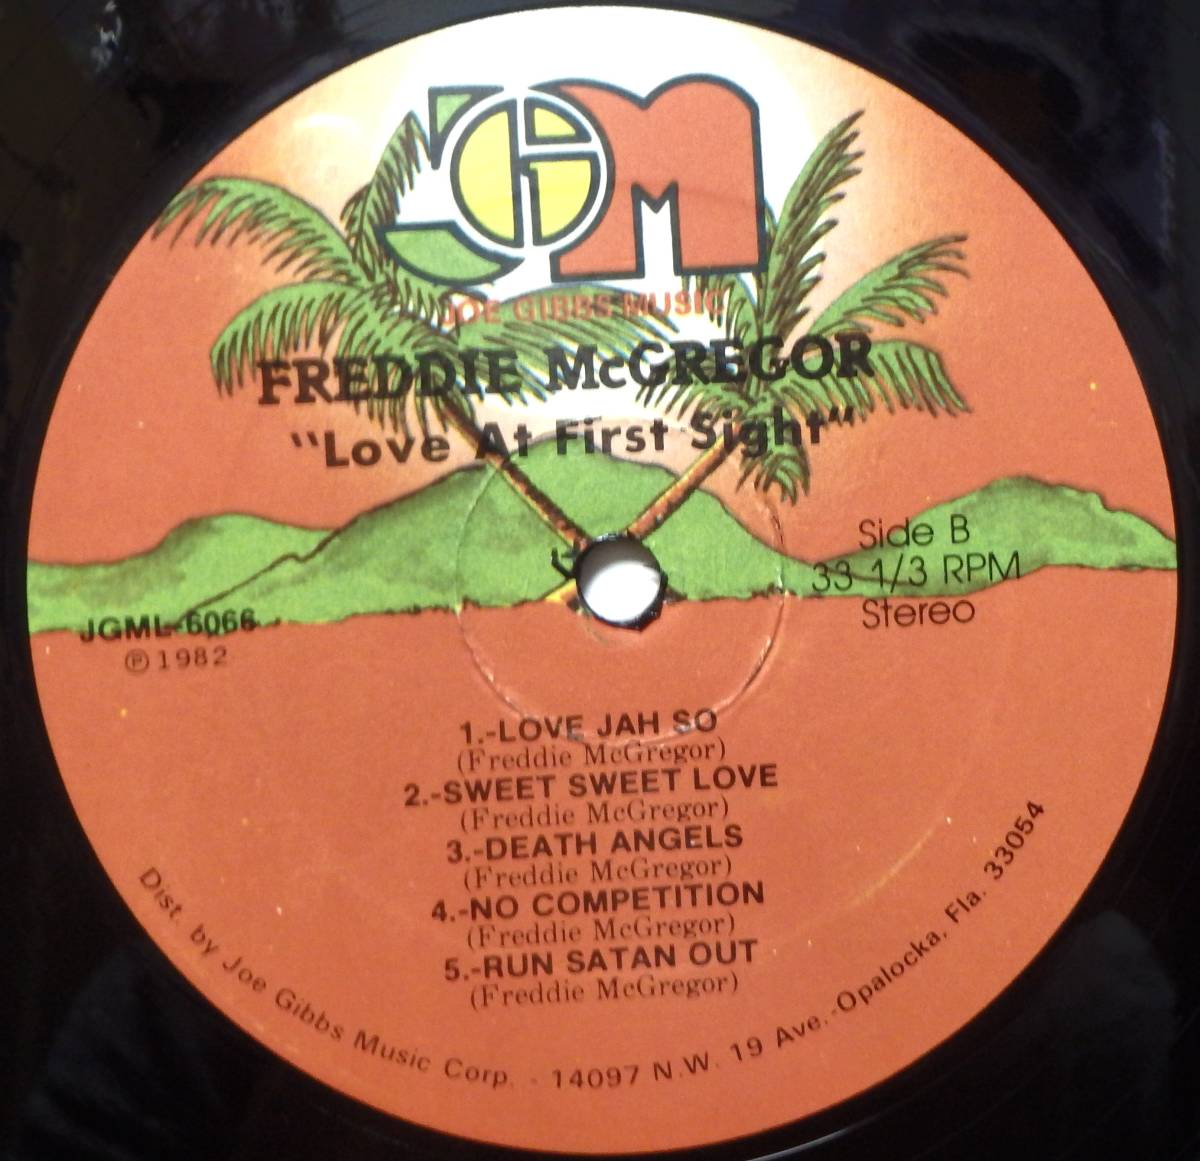 JGM
JOE GIBBS MUSIC
FREDDIE McGREGOR
"Love At First Sight"
Side B
33 1/3 RPM
Stereo
JGML-6066
℗ 1982
1.-LOVE JAH SO
(Freddie McGregor)
2.-SWEET SWEET LOVE
(Freddie McGregor)
3.-DEATH ANGELS
(Freddie McGregor)
4.-NO COMPETITION
(Freddie McGregor)
5.-RUN SATAN OUT
(Freddie McGregor)
Dist. by Joe Gibbs Music Corp. - 14097 N.W. 19 Ave.-Opalocka, Fla. 33054